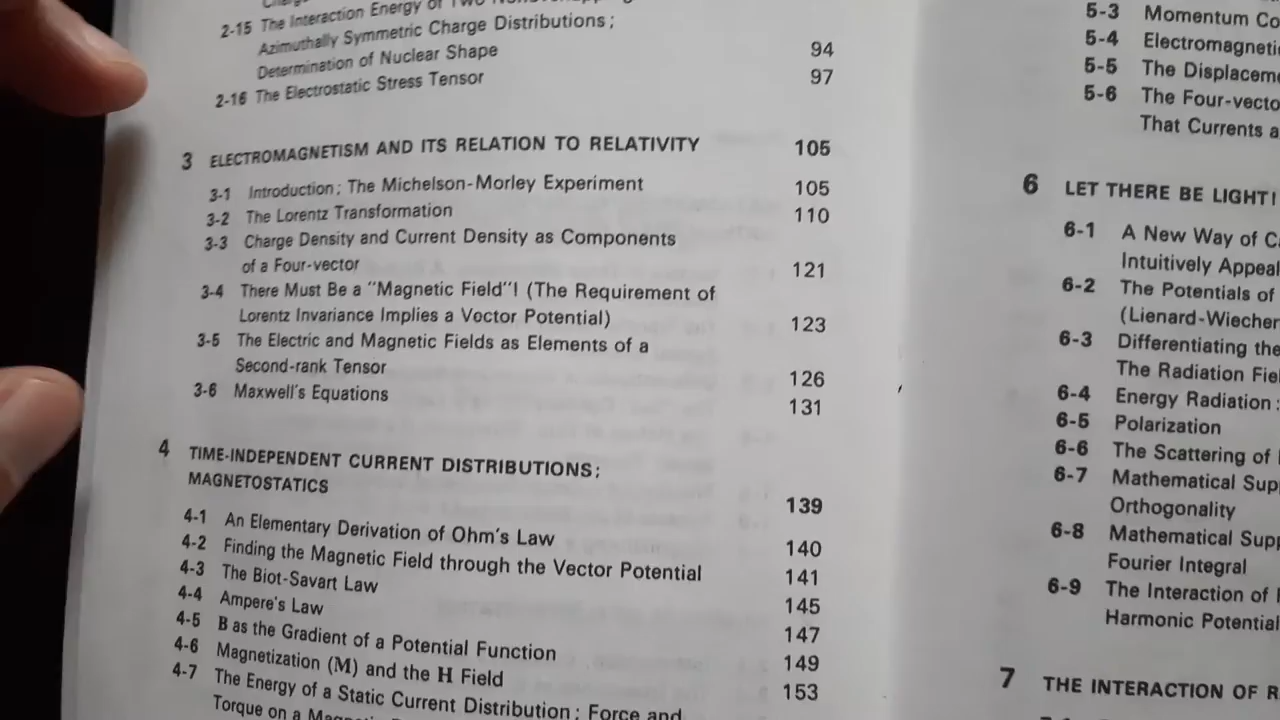 2-15 The Interaction Energy of Two
Azimuthally Symmetric Charge Distributions;
Determination of Nuclear Shape 94
2-16 The Electrostatic Stress Tensor 97
3 ELECTROMAGNETISM AND ITS RELATION TO RELATIVITY 105
3-1 Introduction; The Michelson-Morley Experiment 105
3-2 The Lorentz Transformation 110
3-3 Charge Density and Current Density as Components
of a Four-vector 121
3-4 There Must Be a "Magnetic Field"! (The Requirement of
Lorentz Invariance Implies a Vector Potential) 123
3-5 The Electric and Magnetic Fields as Elements of a
Second-rank Tensor 126
3-6 Maxwell's Equations 131
4 TIME-INDEPENDENT CURRENT DISTRIBUTIONS;
MAGNETOSTATICS 139
4-1 An Elementary Derivation of Ohm's Law 140
4-2 Finding the Magnetic Field through the Vector Potential 141
4-3 The Biot-Savart Law 145
4-4 Ampere's Law 147
4-5 B as the Gradient of a Potential Function 149
4-6 Magnetization (M) and the H Field 153
4-7 The Energy of a Static Current Distribution; Force and
Torque on a
5-3 Momentum Co
5-4 Electromagneti
5-5 The Displaceme
5-6 The Four-vecto
That Currents a
6 LET THERE BE LIGHT!
6-1 A New Way of
Intuitively Appeal
6-2 The Potentials of
(Lienard-Wiecher
6-3 Differentiating the
The Radiation Fie
6-4 Energy Radiation:
6-5 Polarization
6-6 The Scattering of
6-7 Mathematical Sup
Orthogonality
6-8 Mathematical Sup
Fourier Integral
6-9 The Interaction of
Harmonic Potential
7 THE INTERACTION OF R